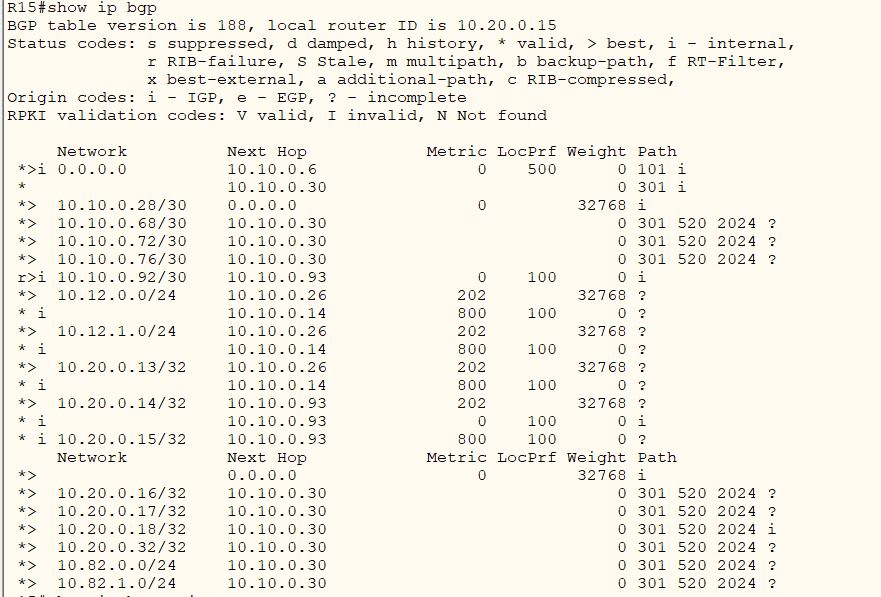 R15#show ip bgp
BGP table version is 188, local router ID is 10.20.0.15
Status codes: s suppressed, d damped, h history, * valid, > best, i - internal,
              r RIB-failure, S Stale, m multipath, b backup-path, f RT-Filter,
              x best-external, a additional-path, c RIB-compressed,
Origin codes: i - IGP, e - EGP, ? - incomplete
RPKI validation codes: V valid, I invalid, N Not found

     Network          Next Hop            Metric LocPrf Weight Path
 *>i 0.0.0.0          10.10.0.6                0    500      0 101 i
 *                    10.10.0.30                             0 301 i
 *>  10.10.0.28/30    0.0.0.0                  0         32768 i
 *>  10.10.0.68/30    10.10.0.30                             0 301 520 2024 ?
 *>  10.10.0.72/30    10.10.0.30                             0 301 520 2024 ?
 *>  10.10.0.76/30    10.10.0.30                             0 301 520 2024 ?
 r>i 10.10.0.92/30    10.10.0.93               0    100      0 i
 *>  10.12.0.0/24     10.10.0.26             202         32768 ?
 * i                  10.10.0.14             800    100      0 ?
 *>  10.12.1.0/24     10.10.0.26             202         32768 ?
 * i                  10.10.0.14             800    100      0 ?
 *>  10.20.0.13/32    10.10.0.26             202         32768 ?
 * i                  10.10.0.14             800    100      0 ?
 *>  10.20.0.14/32    10.10.0.93             202         32768 ?
 * i                  10.10.0.93               0    100      0 i
 * i 10.20.0.15/32    10.10.0.93             800    100      0 ?
     Network          Next Hop            Metric LocPrf Weight Path
 *>                   0.0.0.0                  0         32768 i
 *>  10.20.0.16/32    10.10.0.30                             0 301 520 2024 ?
 *>  10.20.0.17/32    10.10.0.30                             0 301 520 2024 ?
 *>  10.20.0.18/32    10.10.0.30                             0 301 520 2024 i
 *>  10.20.0.32/32    10.10.0.30                             0 301 520 2024 ?
 *>  10.82.0.0/24     10.10.0.30                             0 301 520 2024 ?
 *>  10.82.1.0/24     10.10.0.30                             0 301 520 2024 ?